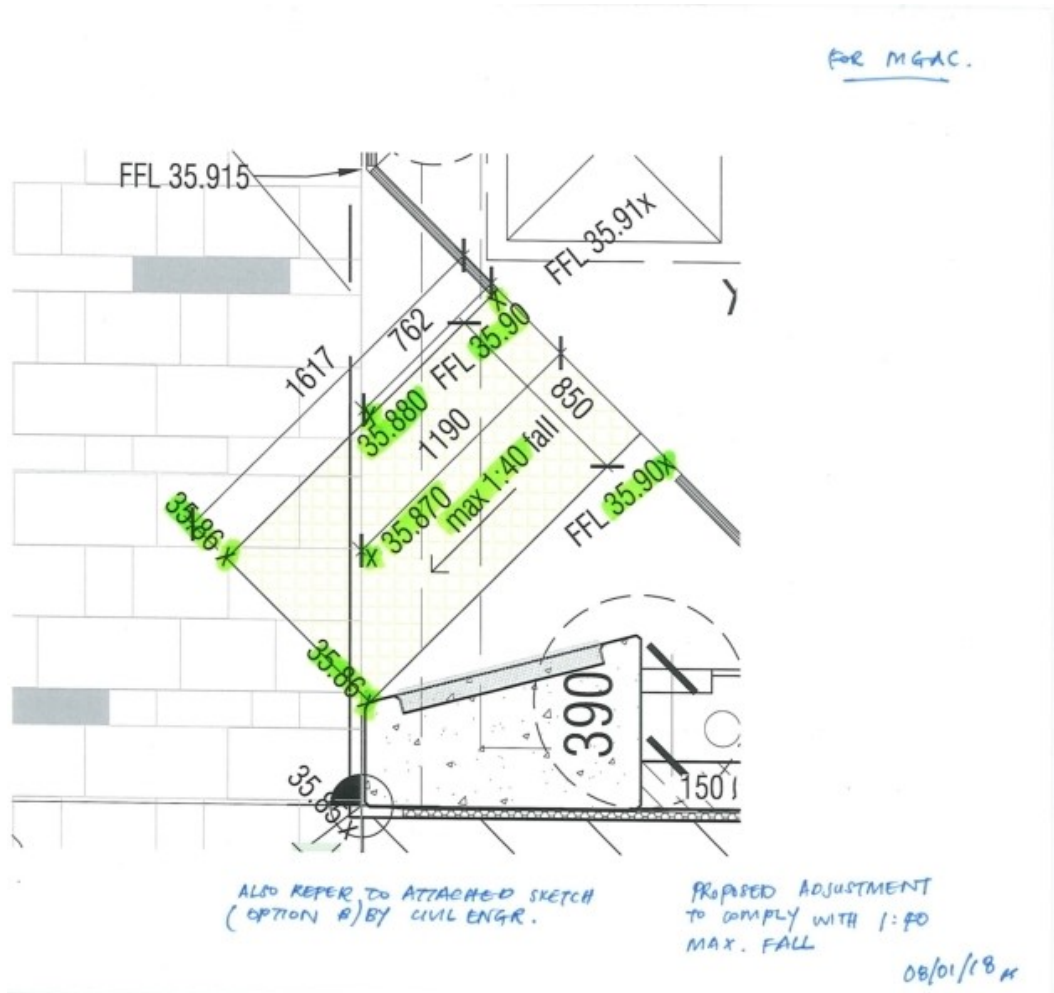 FOR MGAC.
FFL 35.915
FFL 35.91x
762
FFL 35.90
1617
850
35.880
1190
max 1:40 fall
35.870
FFL 35.90x
35.86
35.86
390
150
ALSO REFER TO ATTACHED SKETCH
(OPTION B) BY CIVIL ENGR.
PROPOSED ADJUSTMENT
TO COMPLY WITH 1:40
MAX. FALL
08/01/18